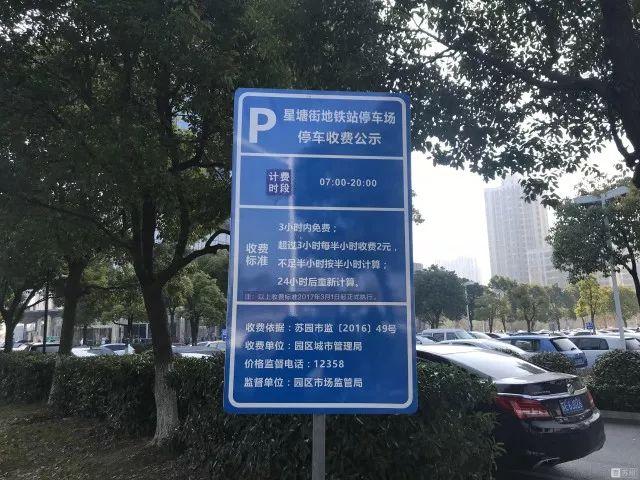 P
星塘街地铁站停车场
停车收费公示
计费时段
07:00-20:00
收费标准
3小时内免费；
超过3小时每半小时收费2元，
不足半小时按半小时计算；
24小时后重新计算。
注：以上收费标准2017年3月1日起正式执行。
收费依据：苏园市监〔2016〕49号
收费单位：园区城市管理局
价格监督电话：12358
监督单位：园区市场监管局